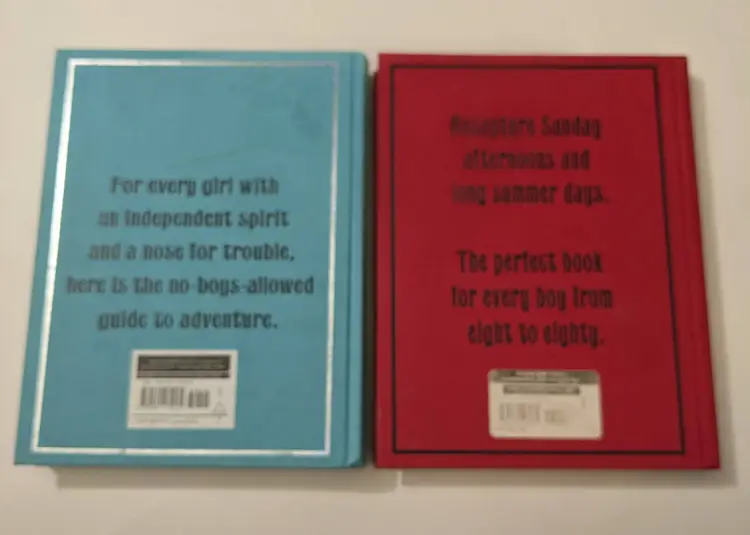 For every girl with
an independent spirit
and a nose for trouble,
here is the no-boys-allowed
guide to adventure.
Recapture Sunday
afternoons and
long summer days.
The perfect book
for every boy from
eight to eighty.